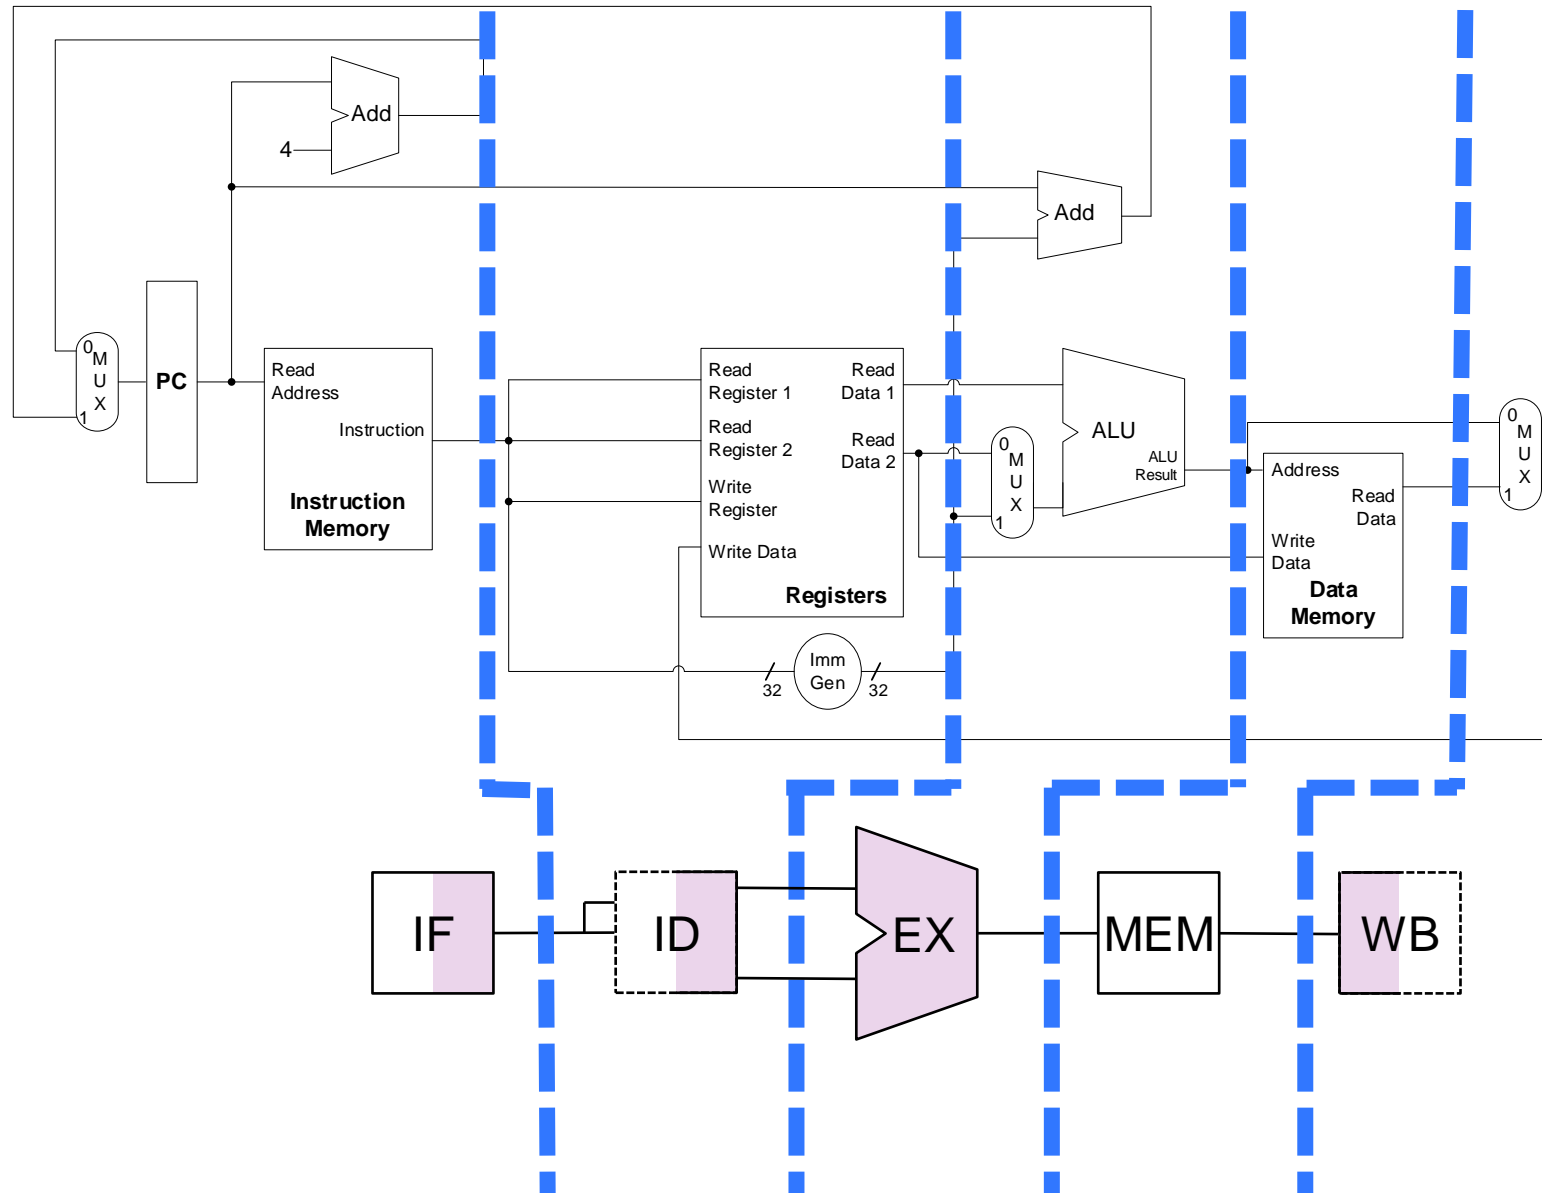 Add
4
Add
0
M
U
X
1
PC
Read
Address
Instruction
Instruction
Memory
Read
Register 1
Read
Register 2
Write
Register
Write Data
Read
Data 1
Read
Data 2
Registers
Imm
Gen
32
32
0
M
U
X
1
ALU
ALU
Result
Address
Read
Data
Write
Data
Data
Memory
0
M
U
X
1
IF
ID
EX
MEM
WB